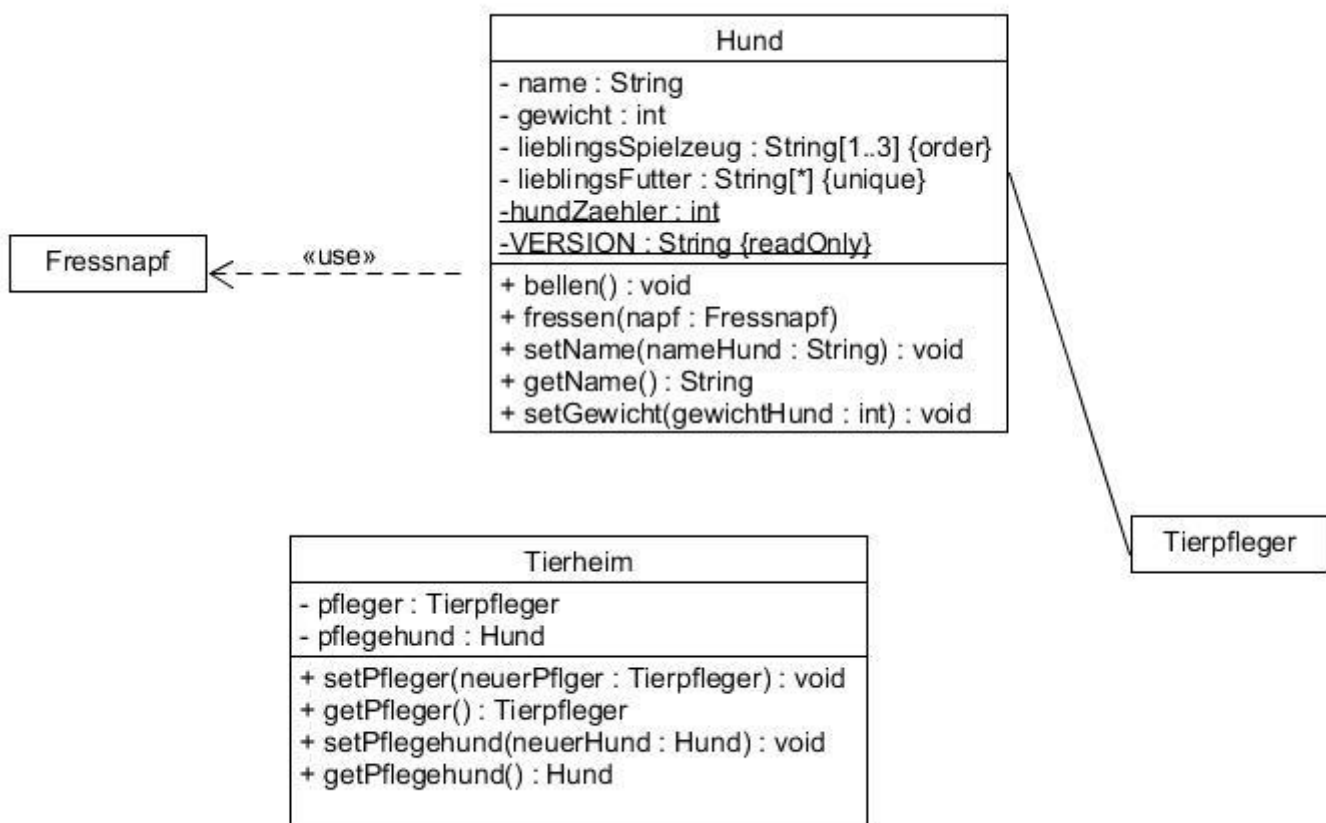 Hund
- name : String
- gewicht : int
- lieblingsSpielzeug : String[1..3] {order}
- lieblingsFutter : String[*] {unique}
-hundZaehler : int
-VERSION : String {readOnly}
+ bellen() : void
+ fressen(napf : Fressnapf)
+ setName(nameHund : String) : void
+ getName() : String
+ setGewicht(gewichtHund : int) : void
Fressnapf
«use»
Tierpfleger
Tierheim
- pfleger : Tierpfleger
- pflegehund : Hund
+ setPfleger(neuerPflger : Tierpfleger) : void
+ getPfleger() : Tierpfleger
+ setPflegehund(neuerHund : Hund) : void
+ getPflegehund() : Hund